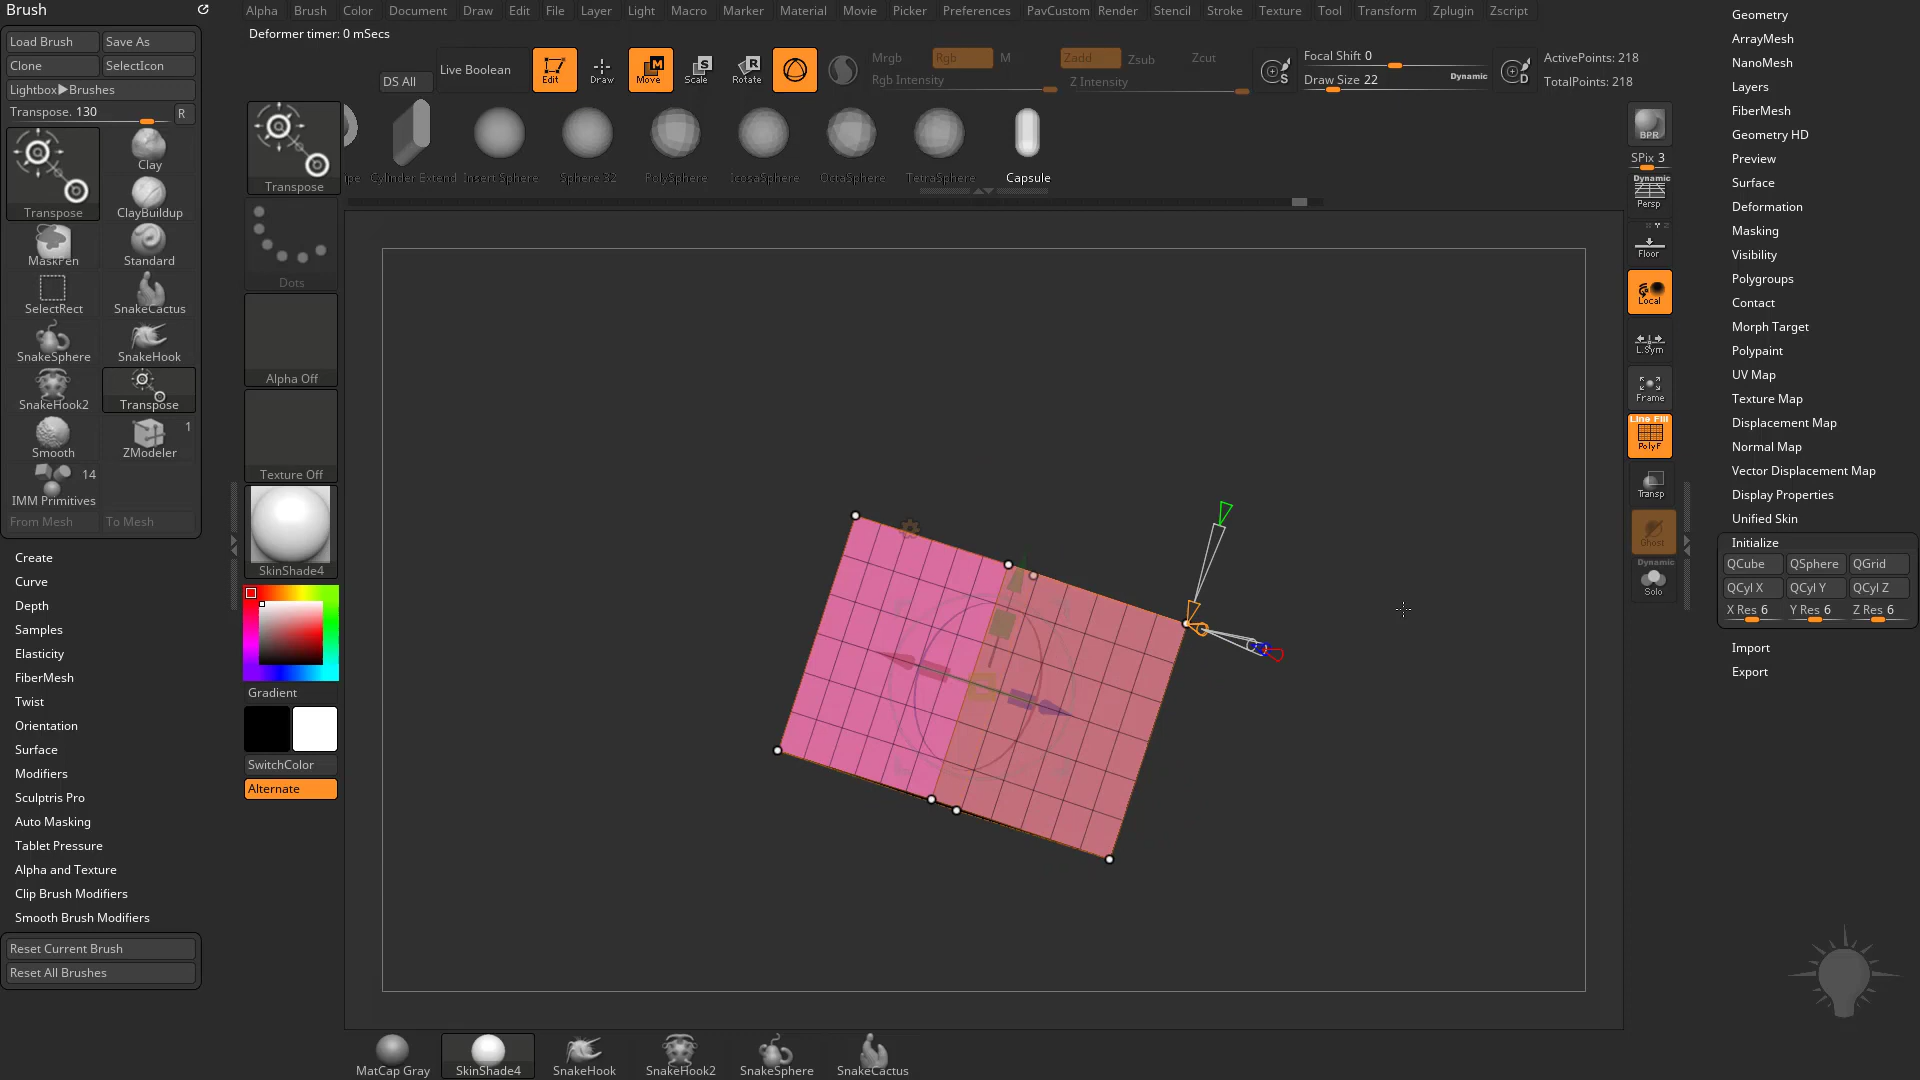 Brush
Alpha Brush Color Document Draw Edit File Layer Light Macro Marker Material Movie Picker Preferences PavCustom Render Stencil Stroke Texture Tool Transform Zplugin Zscript
Deformer timer: 0 mSecs
Load Brush Save As
Clone SelectIcon
Lightbox▶Brushes
Transpose. 130 R
Transpose
Clay
ClayBuildup
MaskPen Standard
SelectRect SnakeCactus
SnakeSphere SnakeHook
SnakeHook2 Transpose
Smooth ZModeler 1
IMM Primitives 14
From Mesh To Mesh
Create
Curve
Depth
Samples
Elasticity
FiberMesh
Twist
Orientation
Surface
Modifiers
Sculptris Pro
Auto Masking
Tablet Pressure
Alpha and Texture
Clip Brush Modifiers
Smooth Brush Modifiers
Reset Current Brush
Reset All Brushes
DS All
Live Boolean
Edit
Draw
M
Move
S
Scale
R
Rotate
Mrgb Rgb M
Rgb Intensity
Zadd Zsub Zcut
Z Intensity
S
Focal Shift 0
Draw Size 22 Dynamic
D
ActivePoints: 218
TotalPoints: 218
Transpose
Cylinder Extend Insert Sphere Sphere 32 PolySphere IcosaSphere OctaSphere TetraSphere Capsule
Dots
Alpha Off
Texture Off
SkinShade4
Gradient
SwitchColor
Alternate
BPR
SPix 3
Dynamic
Persp
Floor
Local
L.Sym
Frame
Line Fill
PolyF
Transp
Ghost
Dynamic
Solo
Geometry
ArrayMesh
NanoMesh
Layers
FiberMesh
Geometry HD
Preview
Surface
Deformation
Masking
Visibility
Polygroups
Contact
Morph Target
Polypaint
UV Map
Texture Map
Displacement Map
Normal Map
Vector Displacement Map
Display Properties
Unified Skin
Initialize
QCube QSphere QGrid
QCyl X QCyl Y QCyl Z
X Res 6 Y Res 6 Z Res 6
Import
Export
MatCap Gray SkinShade4 SnakeHook SnakeHook2 SnakeSphere SnakeCactus